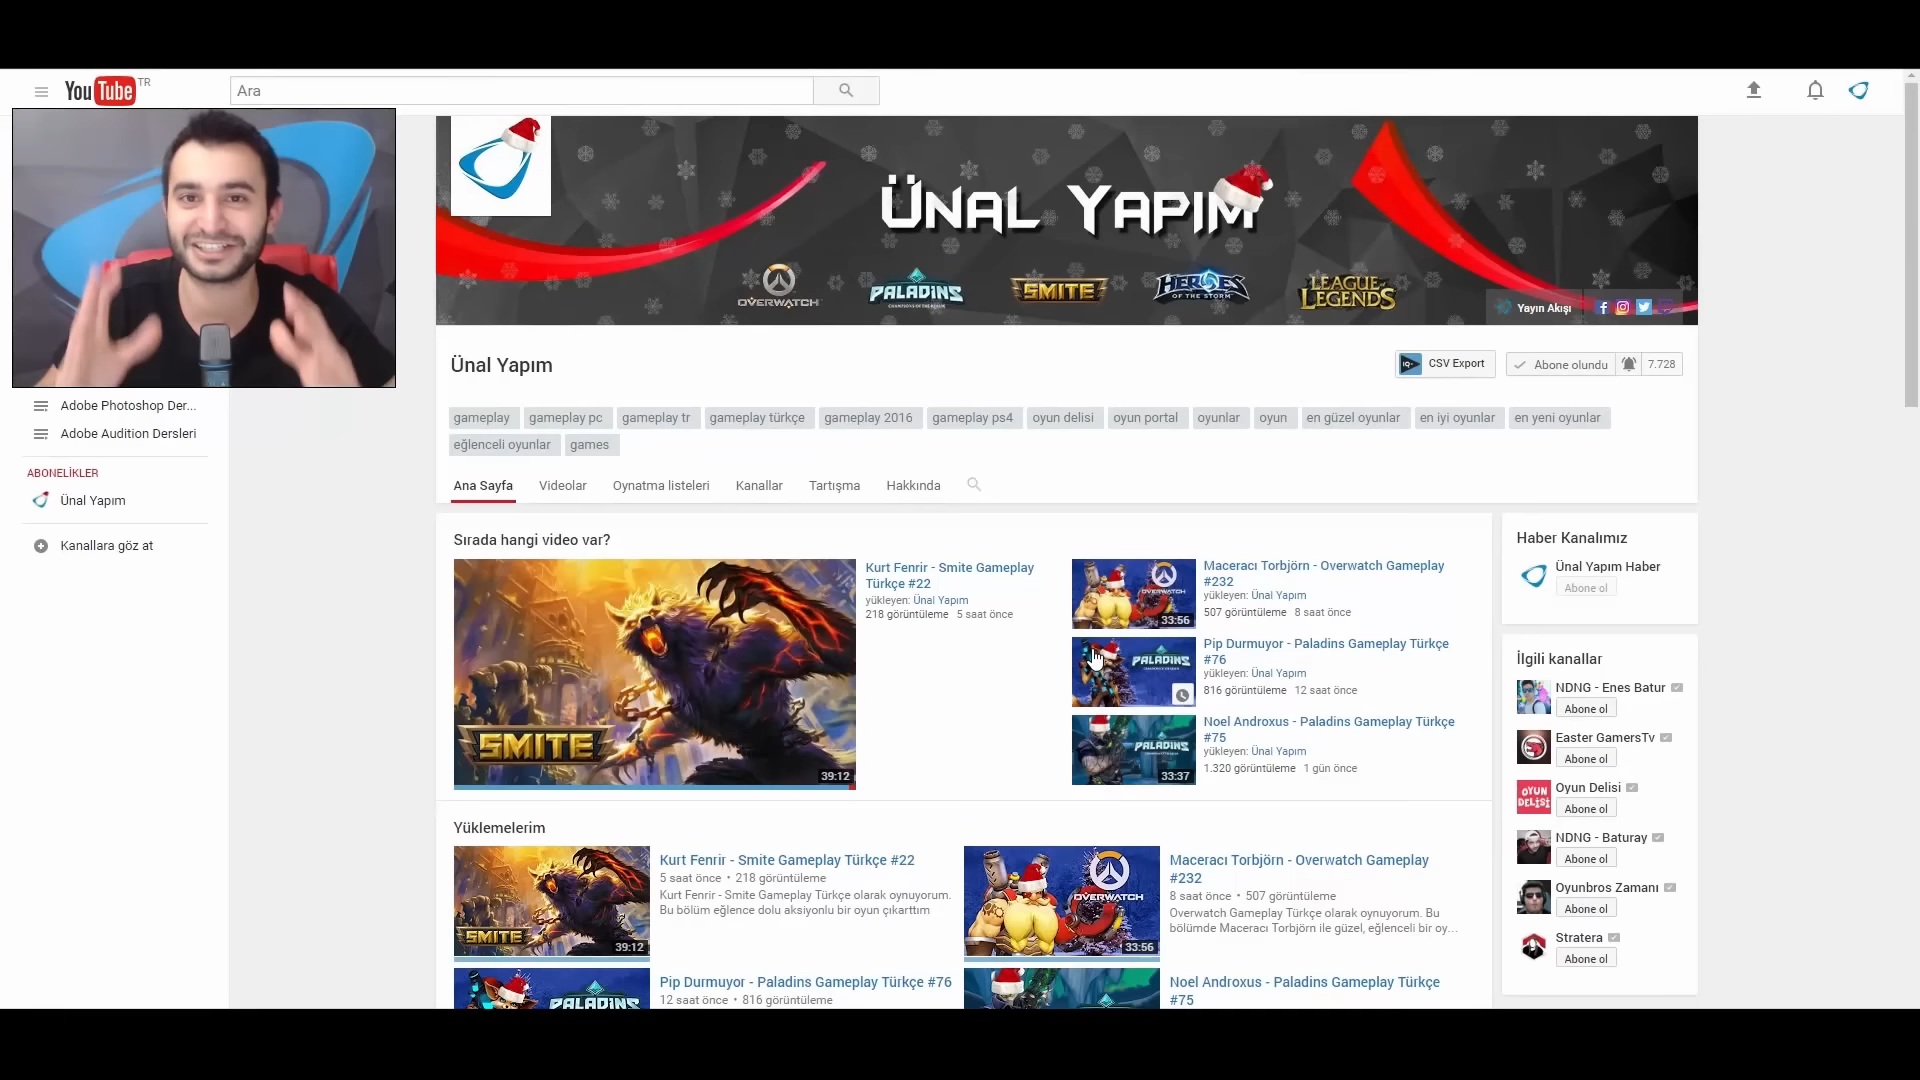 YouTube TR
Ara
ÜNAL YAPIM
OVERWATCH
PALADINS
SMITE
HEROES
OF THE STORM
LEAGUE of
LEGENDS
Yayın Akışı
Ünal Yapım
CSV Export
Abone olundu
7.728
gameplay
gameplay pc
gameplay tr
gameplay türkçe
gameplay 2016
gameplay ps4
oyun delisi
oyun portal
oyunlar
oyun
en güzel oyunlar
en iyi oyunlar
en yeni oyunlar
eğlenceli oyunlar
games
Adobe Photoshop Der...
Adobe Audition Dersleri
ABONELİKLER
Ünal Yapım
Kanallara göz at
Ana Sayfa
Videolar
Oynatma listeleri
Kanallar
Tartışma
Hakkında
Sırada hangi video var?
SMITE
39:12
Kurt Fenrir - Smite Gameplay
Türkçe #22
yükleyen: Ünal Yapım
218 görüntüleme 5 saat önce
OVERWATCH
33:56
Maceracı Torbjörn - Overwatch Gameplay
#232
yükleyen: Ünal Yapım
507 görüntüleme 8 saat önce
PALADINS
Pip Durmuyor - Paladins Gameplay Türkçe
#76
yükleyen: Ünal Yapım
816 görüntüleme 12 saat önce
PALADINS
33:37
Noel Androxus - Paladins Gameplay Türkçe
#75
yükleyen: Ünal Yapım
1.320 görüntüleme 1 gün önce
Yüklemelerim
SMITE
39:12
Kurt Fenrir - Smite Gameplay Türkçe #22
5 saat önce • 218 görüntüleme
Kurt Fenrir - Smite Gameplay Türkçe olarak oynuyorum.
Bu bölüm eğlence dolu aksiyonlu bir oyun çıkarttım
OVERWATCH
33:56
Maceracı Torbjörn - Overwatch Gameplay
#232
8 saat önce • 507 görüntüleme
Overwatch Gameplay Türkçe olarak oynuyorum. Bu
bölümde Maceracı Torbjörn ile güzel, eğlenceli bir oy...
PALADINS
Pip Durmuyor - Paladins Gameplay Türkçe #76
12 saat önce • 816 görüntüleme
Noel Androxus - Paladins Gameplay Türkçe
#75
Haber Kanalımız
Ünal Yapım Haber
Abone ol
İlgili kanallar
NDNG - Enes Batur
Abone ol
Easter GamersTv
Abone ol
OYUN
DELİSİ
Oyun Delisi
Abone ol
NDNG - Baturay
Abone ol
Oyunbros Zamanı
Abone ol
Stratera
Abone ol